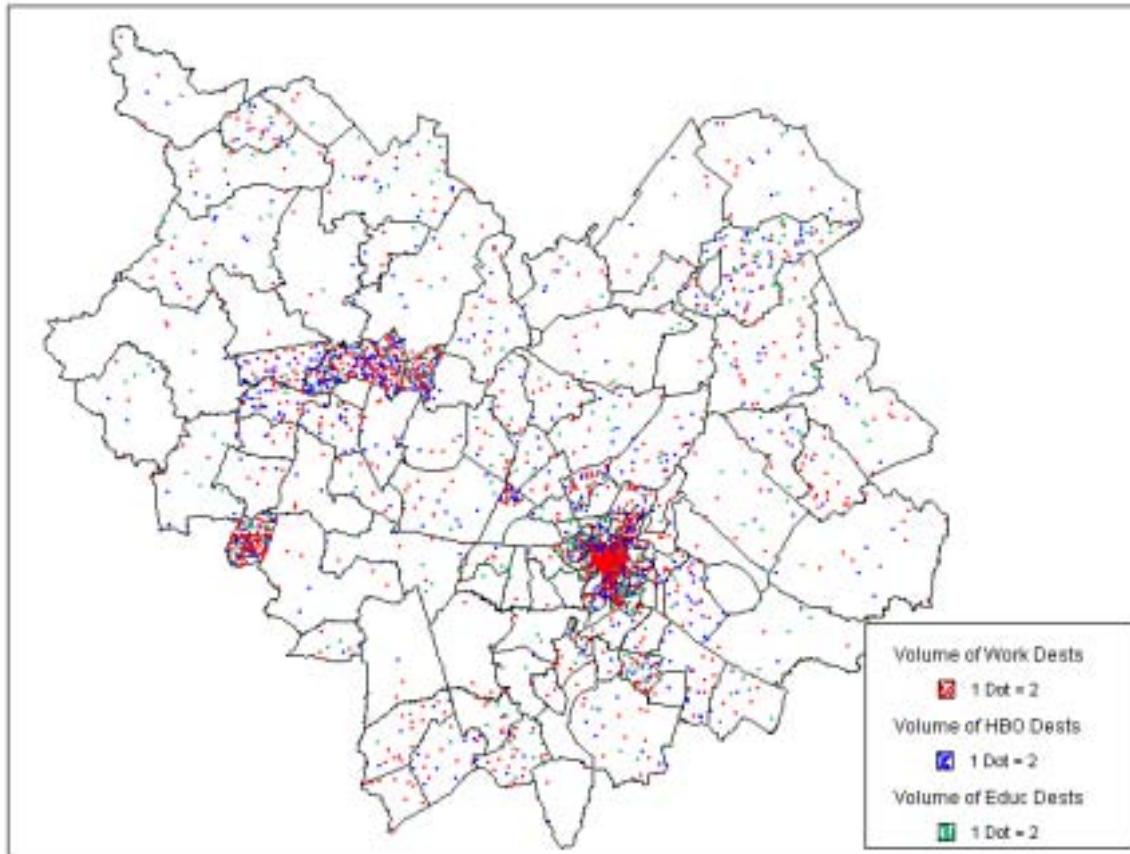 Volume of Work Dests
1 Dot = 2
Volume of HBO Dests
1 Dot = 2
Volume of Educ Dests
1 Dot = 2